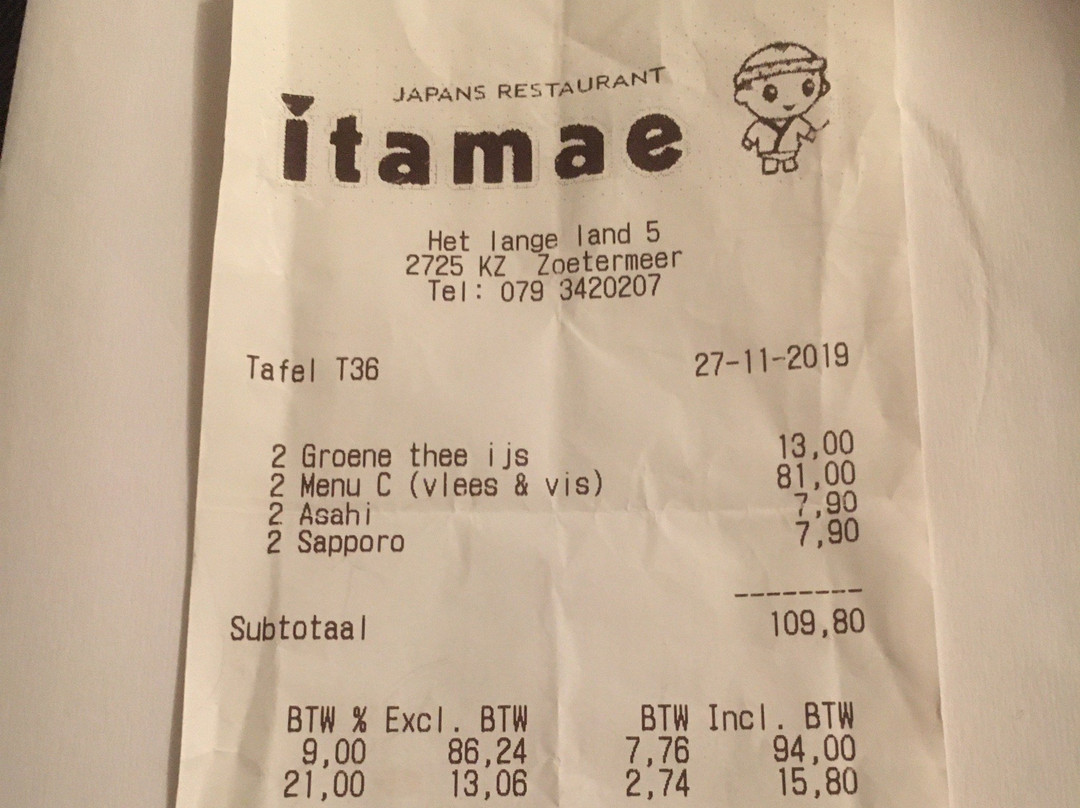 JAPANS RESTAURANT
itamae
Het lange land 5
2725 KZ Zoetermeer
Tel: 079 3420207
Tafel T36 27-11-2019
2 Groene thee ijs 13,00
2 Menu C (vlees & vis) 81,00
2 Asahi 7,90
2 Sapporo 7,90
--------
Subtotaal 109,80
BTW % Excl. BTW BTW Incl. BTW
9,00 86,24 7,76 94,00
21,00 13,06 2,74 15,80